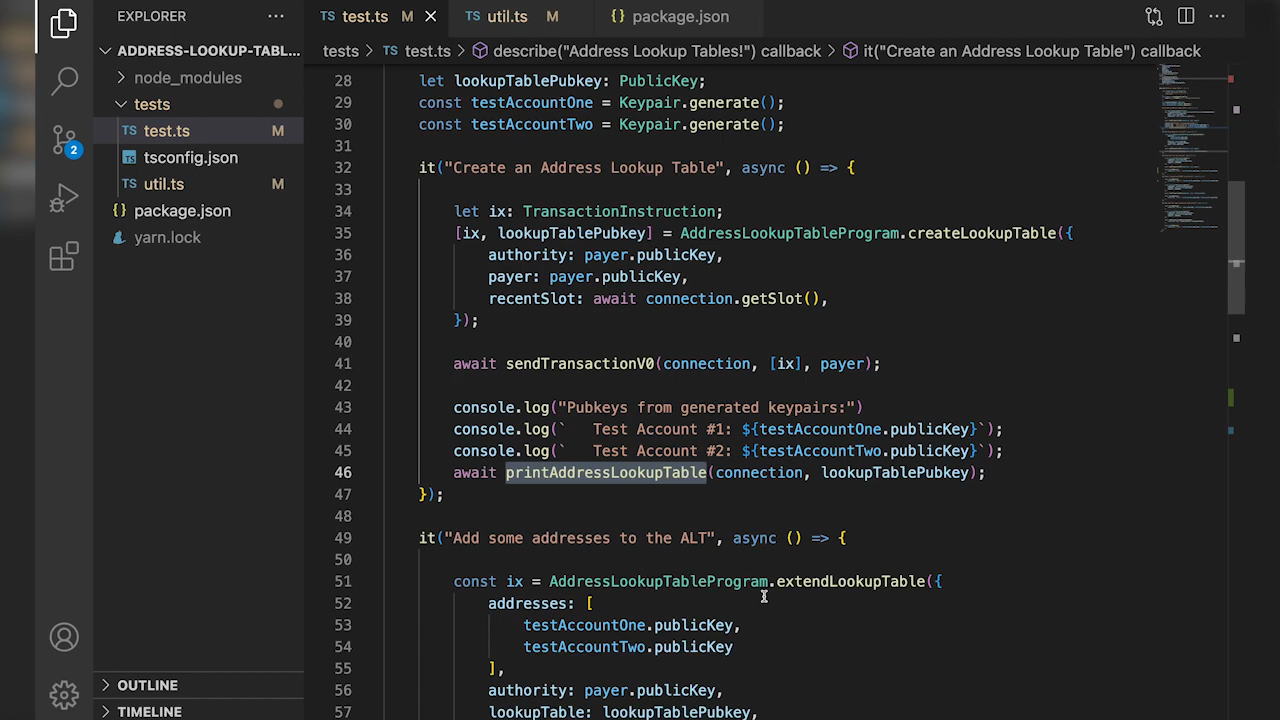 EXPLORER ···
ADDRESS-LOOKUP-TABL...
node_modules
tests
TS test.ts M
tsconfig.json
TS util.ts M
{} package.json
yarn.lock
2
OUTLINE
TIMELINE
TS test.ts M
TS util.ts M
{} package.json
tests > TS test.ts > describe("Address Lookup Tables!") callback > it("Create an Address Lookup Table") callback
28 let lookupTablePubkey: PublicKey;
29 const testAccountOne = Keypair.generate();
30 const testAccountTwo = Keypair.generate();
31
32 it("Create an Address Lookup Table", async () => {
33
34 let ix: TransactionInstruction;
35 [ix, lookupTablePubkey] = AddressLookupTableProgram.createLookupTable({
36 authority: payer.publicKey,
37 payer: payer.publicKey,
38 recentSlot: await connection.getSlot(),
39 });
40
41 await sendTransactionV0(connection, [ix], payer);
42
43 console.log("Pubkeys from generated keypairs:")
44 console.log(`   Test Account #1: ${testAccountOne.publicKey}`);
45 console.log(`   Test Account #2: ${testAccountTwo.publicKey}`);
46 await printAddressLookupTable(connection, lookupTablePubkey);
47 });
48
49 it("Add some addresses to the ALT", async () => {
50
51 const ix = AddressLookupTableProgram.extendLookupTable({
52 addresses: [
53 testAccountOne.publicKey,
54 testAccountTwo.publicKey
55 ],
56 authority: payer.publicKey,
57 lookupTable: lookupTablePubkey,